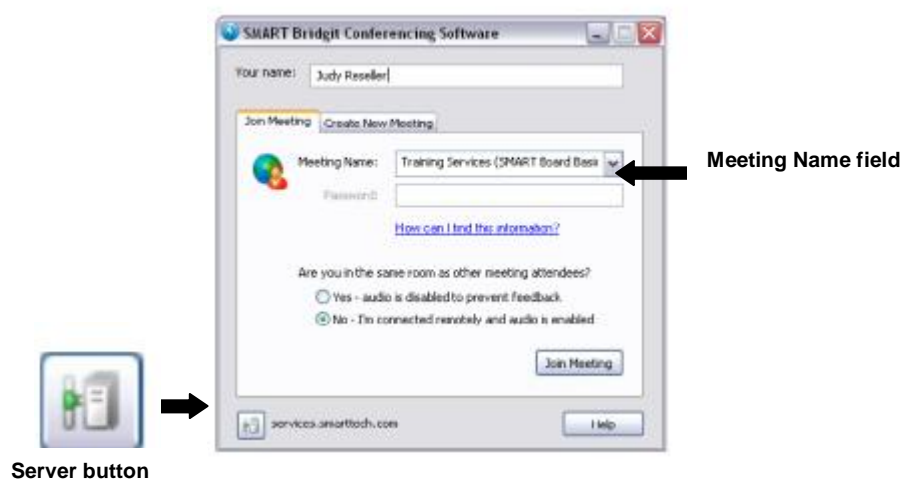 SMART Bridgit Conferencing Software
Your name: Judy Reseller
Join Meeting Create New Meeting
Meeting Name: Training Services (SMART Board Basi
Meeting Name field
Password:
How can I find this information?
Are you in the same room as other meeting attendees?
Yes - audio is disabled to prevent feedback
No - I'm connected remotely and audio is enabled
Join Meeting
services.smarttech.com
Help
Server button